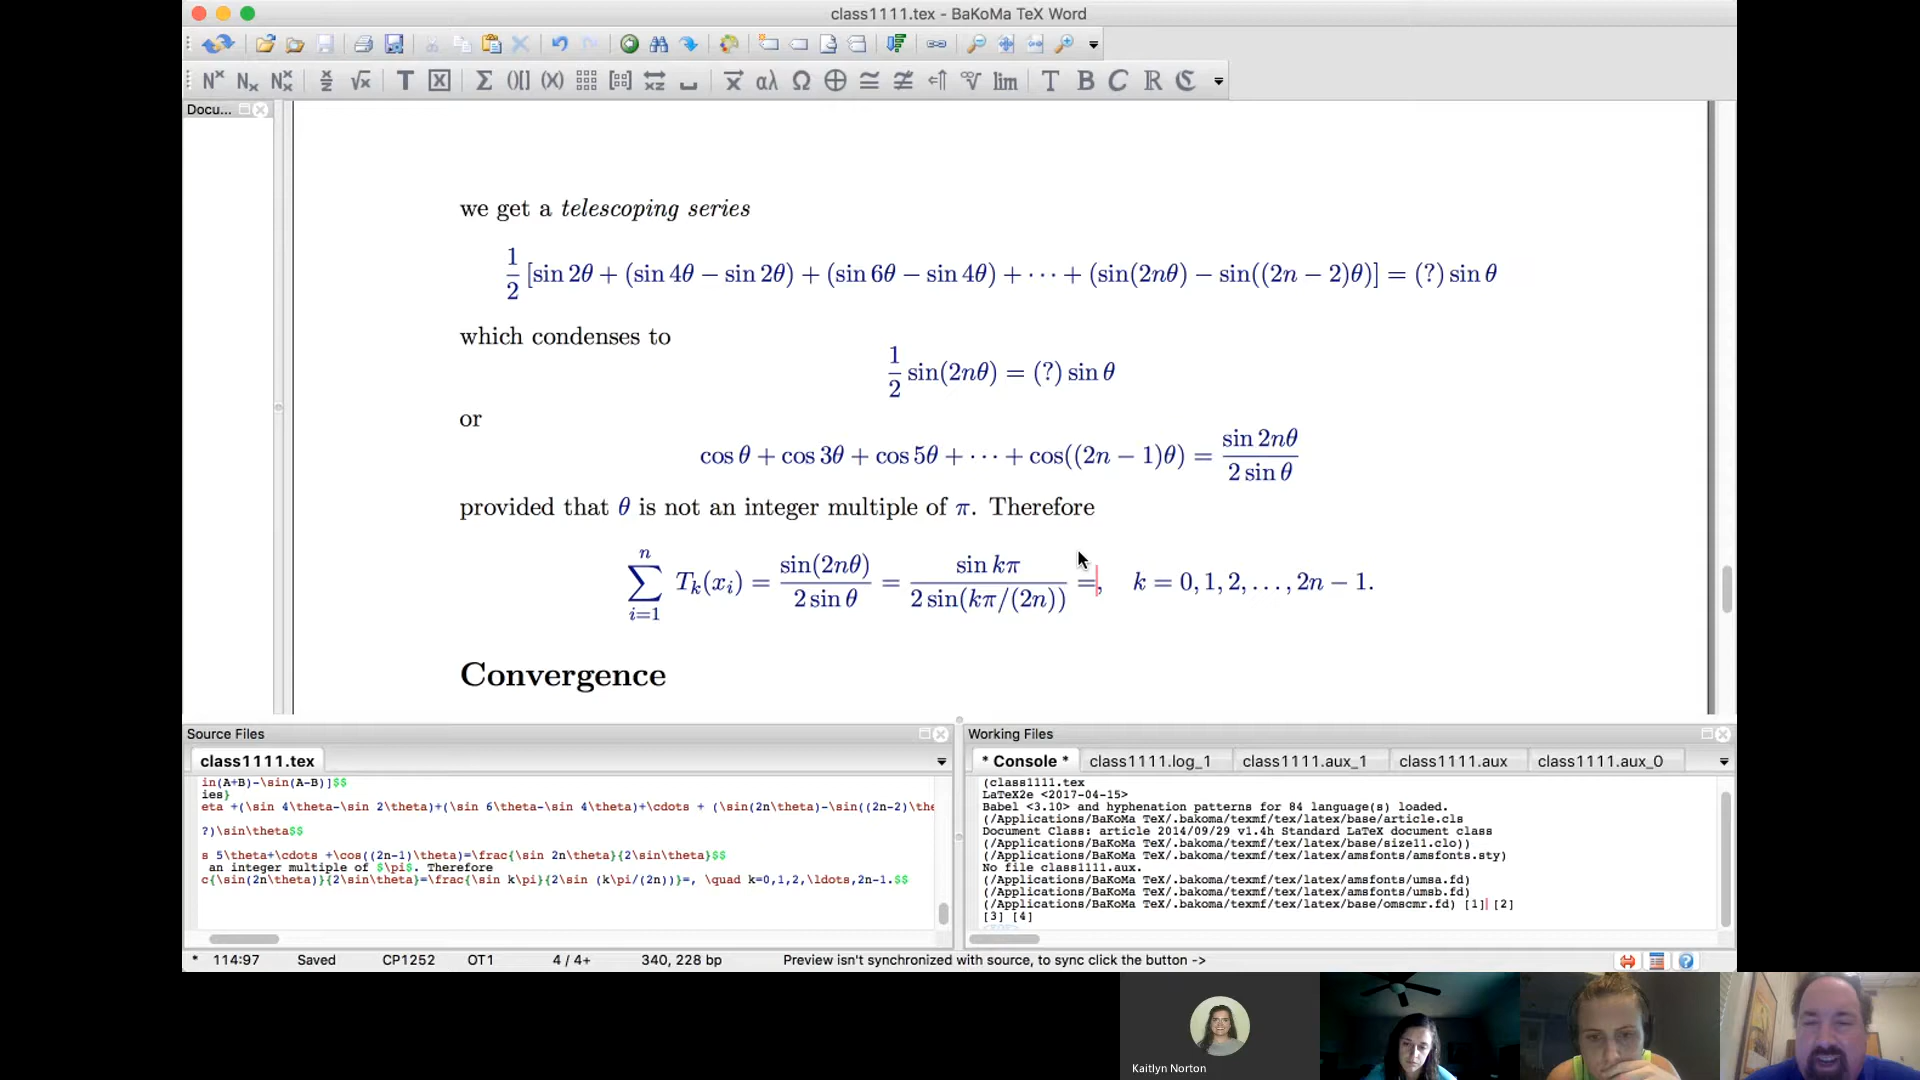 class1111.tex - BaKoMa TeX Word
Docu...
we get a telescoping series
1/2 [sin 2θ + (sin 4θ − sin 2θ) + (sin 6θ − sin 4θ) + ··· + (sin(2nθ) − sin((2n − 2)θ)] = (?) sin θ
which condenses to
1/2 sin(2nθ) = (?) sin θ
or
cos θ + cos 3θ + cos 5θ + ··· + cos((2n − 1)θ) = sin 2nθ / 2 sin θ
provided that θ is not an integer multiple of π. Therefore
∑_{i=1}^{n} T_k(x_i) = sin(2nθ) / 2 sin θ = sin kπ / 2 sin(kπ/(2n)) =, k = 0, 1, 2, . . . , 2n − 1.
Convergence
Source Files
class1111.tex
in(A+B)-\sin(A-B)]$$
ies}
eta +(\sin 4\theta-\sin 2\theta)+(\sin 6\theta-\sin 4\theta)+\cdots + (\sin(2n\theta)-\sin((2n-2)\the
?)\sin\theta$$
s 5\theta+\cdots +\cos((2n-1)\theta)=\frac{\sin 2n\theta}{2\sin\theta}$$
an integer multiple of $\pi$. Therefore
c{\sin(2n\theta)}{2\sin\theta}=\frac{\sin k\pi}{2\sin (k\pi/(2n))}=, \quad k=0,1,2,\ldots,2n-1.$$
Working Files
* Console * class1111.log_1 class1111.aux_1 class1111.aux class1111.aux_0
(class1111.tex
LaTeX2e <2017-04-15>
Babel <3.10> and hyphenation patterns for 84 language(s) loaded.
(/Applications/BaKoMa TeX/.bakoma/texmf/tex/latex/base/article.cls
Document Class: article 2014/09/29 v1.4h Standard LaTeX document class
(/Applications/BaKoMa TeX/.bakoma/texmf/tex/latex/base/size11.clo))
(/Applications/BaKoMa TeX/.bakoma/texmf/tex/latex/amsfonts/amsfonts.sty)
No file class1111.aux.
(/Applications/BaKoMa TeX/.bakoma/texmf/tex/latex/amsfonts/umsa.fd)
(/Applications/BaKoMa TeX/.bakoma/texmf/tex/latex/amsfonts/umsb.fd)
(/Applications/BaKoMa TeX/.bakoma/texmf/tex/latex/base/omscmr.fd) [1] [2]
[3] [4]
* 114:97 Saved CP1252 OT1 4 / 4+ 340, 228 bp Preview isn't synchronized with source, to sync click the button ->
Kaitlyn Norton